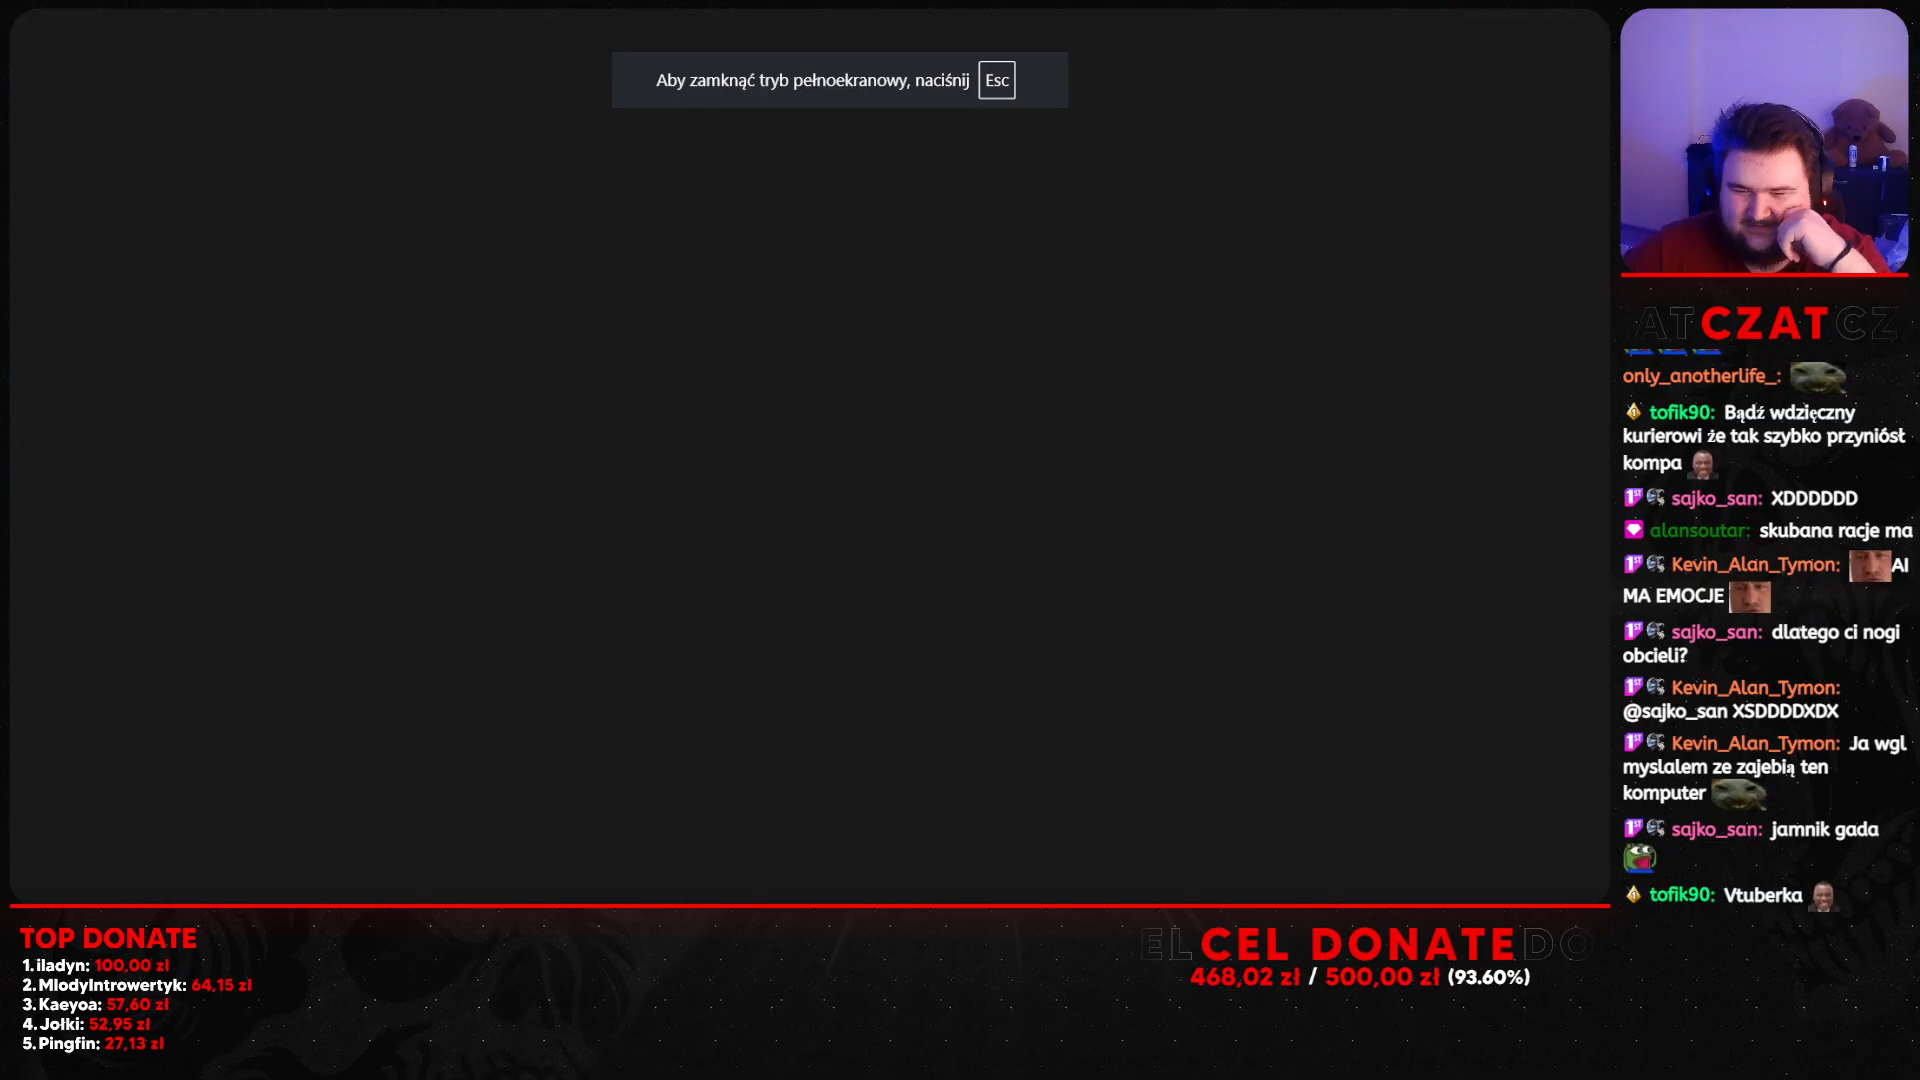 Aby zamknąć tryb pełnoekranowy, naciśnij Esc
AT CZAT CZ
only_anotherlife_:
tofik90: Bądź wdzięczny
kurierowi że tak szybko przyniósł
kompa
sajko_san: XDDDDDD
alansoutar: skubana racje ma
Kevin_Alan_Tymon: AI
MA EMOCJE
sajko_san: dlatego ci nogi
obcieli?
Kevin_Alan_Tymon:
@sajko_san XSDDDDXDX
Kevin_Alan_Tymon: Ja wgl
myslalem ze zajebią ten
komputer
sajko_san: jamnik gada
tofik90: Vtuberka
TOP DONATE
1. iladyn: 100,00 zł
2. MlodyIntrowertyk: 64,15 zł
3. Kaeyoa: 57,60 zł
4. Jołki: 52,95 zł
5. Pingfin: 27,13 zł
EL CEL DONATE DO
468,02 zł / 500,00 zł (93.60%)